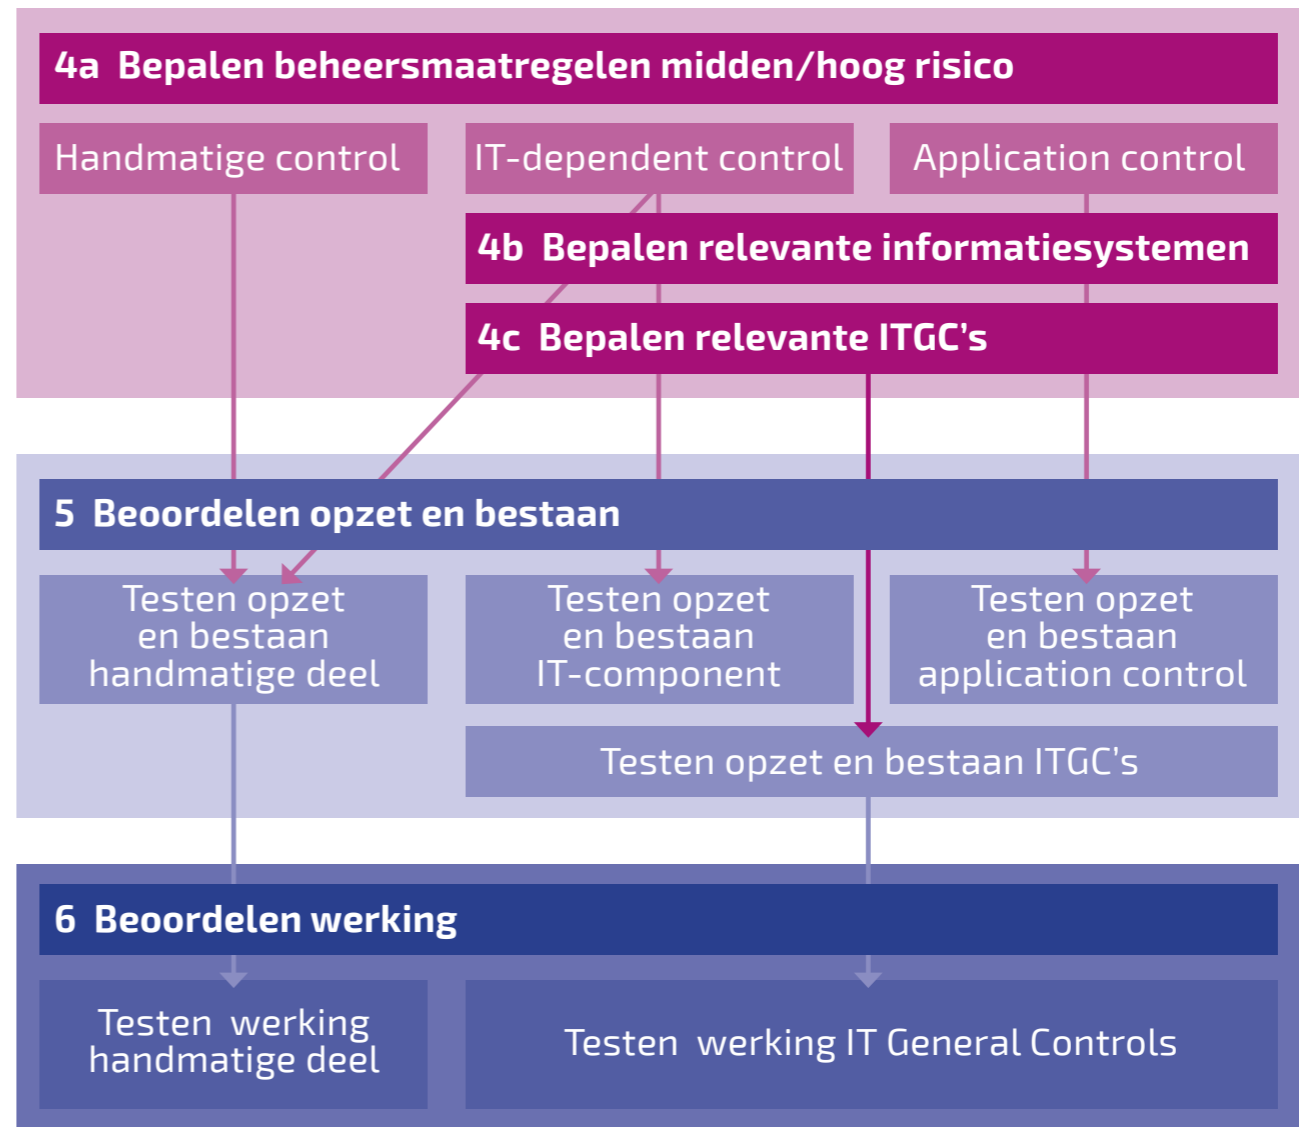 4a Bepalen beheersmaatregelen midden/hoog risico
Handmatige control
IT-dependent control
Application control
4b Bepalen relevante informatiesystemen
4c Bepalen relevante ITGC’s
5 Beoordelen opzet en bestaan
Testen opzet
en bestaan
handmatige deel
Testen opzet
en bestaan
IT-component
Testen opzet
en bestaan
application control
Testen opzet en bestaan ITGC’s
6 Beoordelen werking
Testen werking
handmatige deel
Testen werking IT General Controls